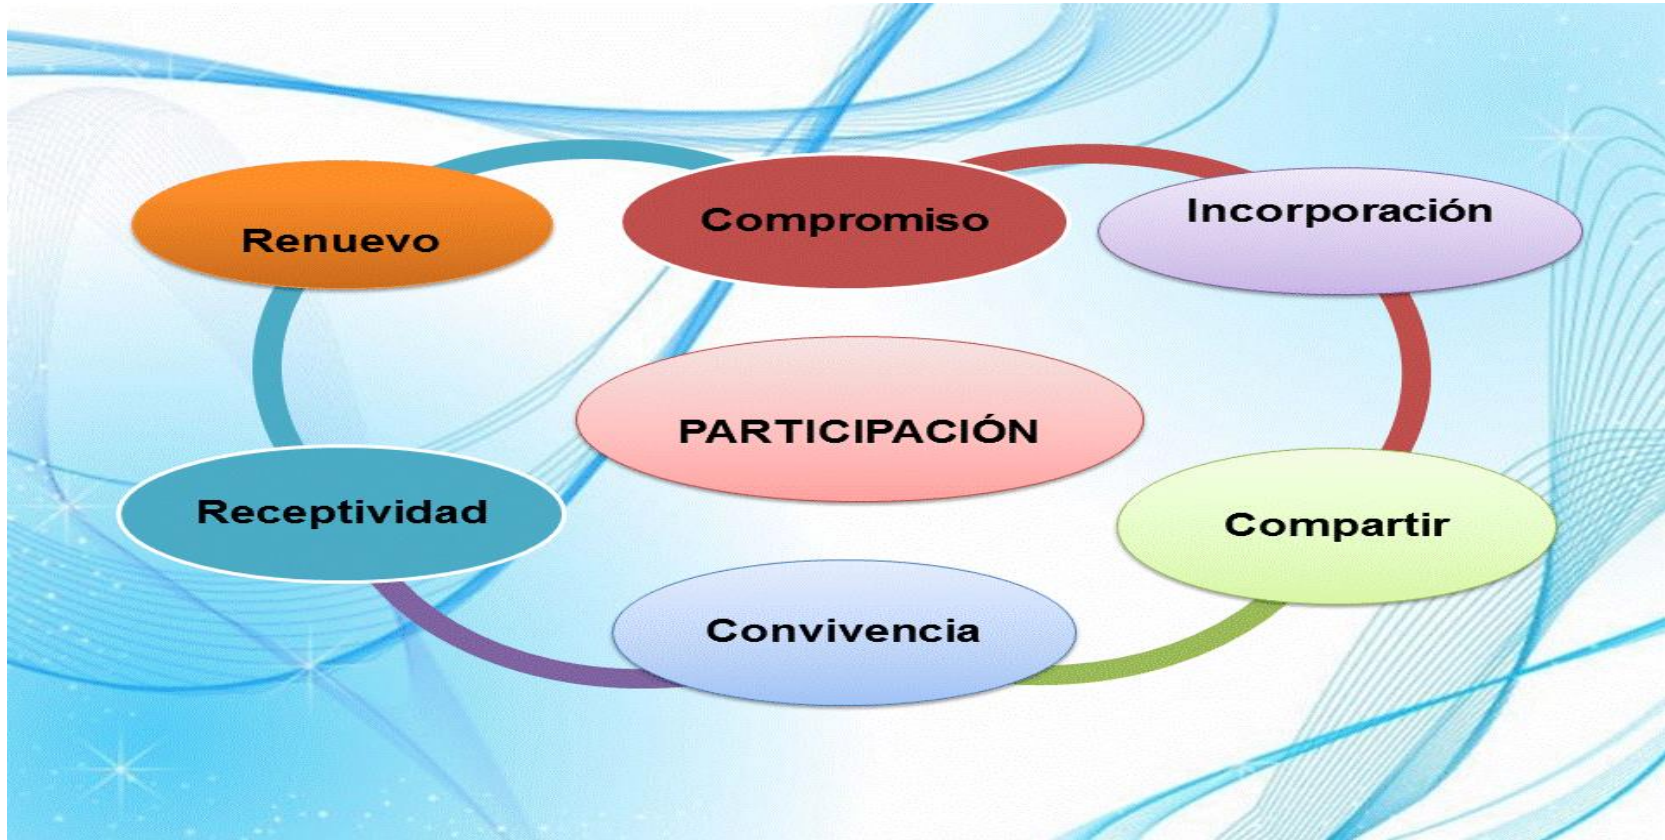 Renuevo
Compromiso
Incorporación
PARTICIPACIÓN
Receptividad
Compartir
Convivencia